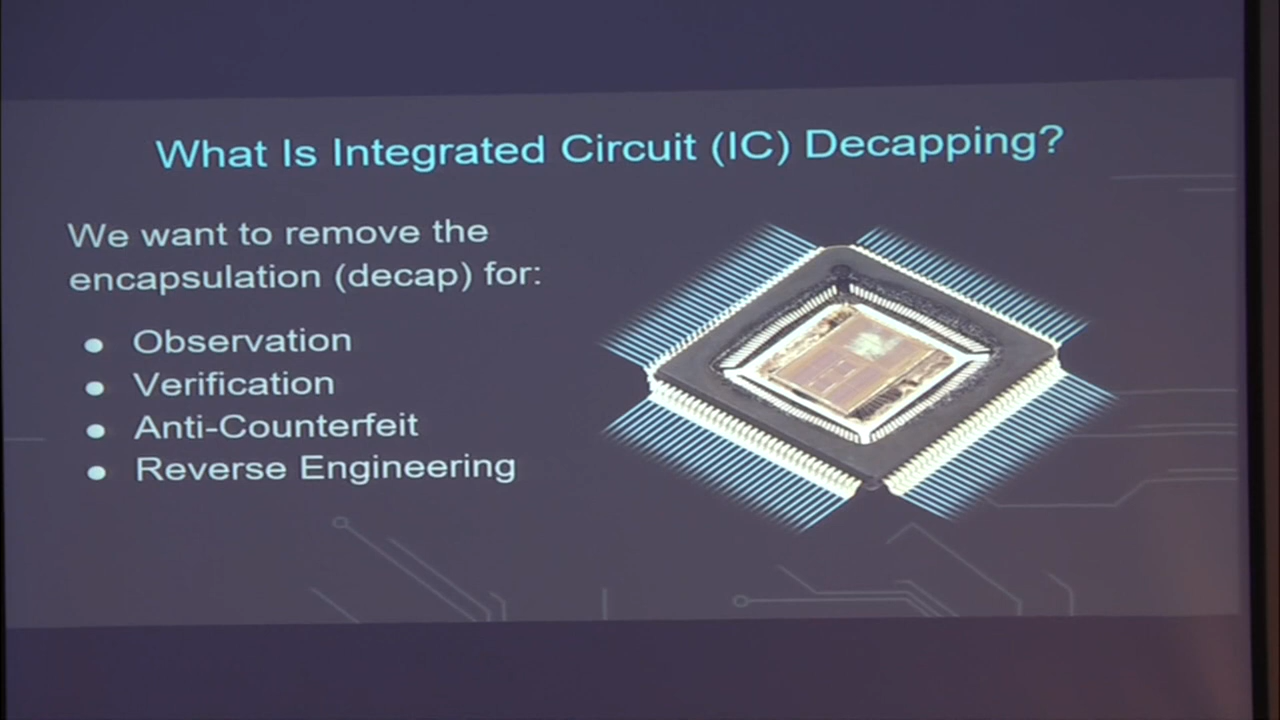 What Is Integrated Circuit (IC) Decapping?
We want to remove the
encapsulation (decap) for:
● Observation
● Verification
● Anti-Counterfeit
● Reverse Engineering